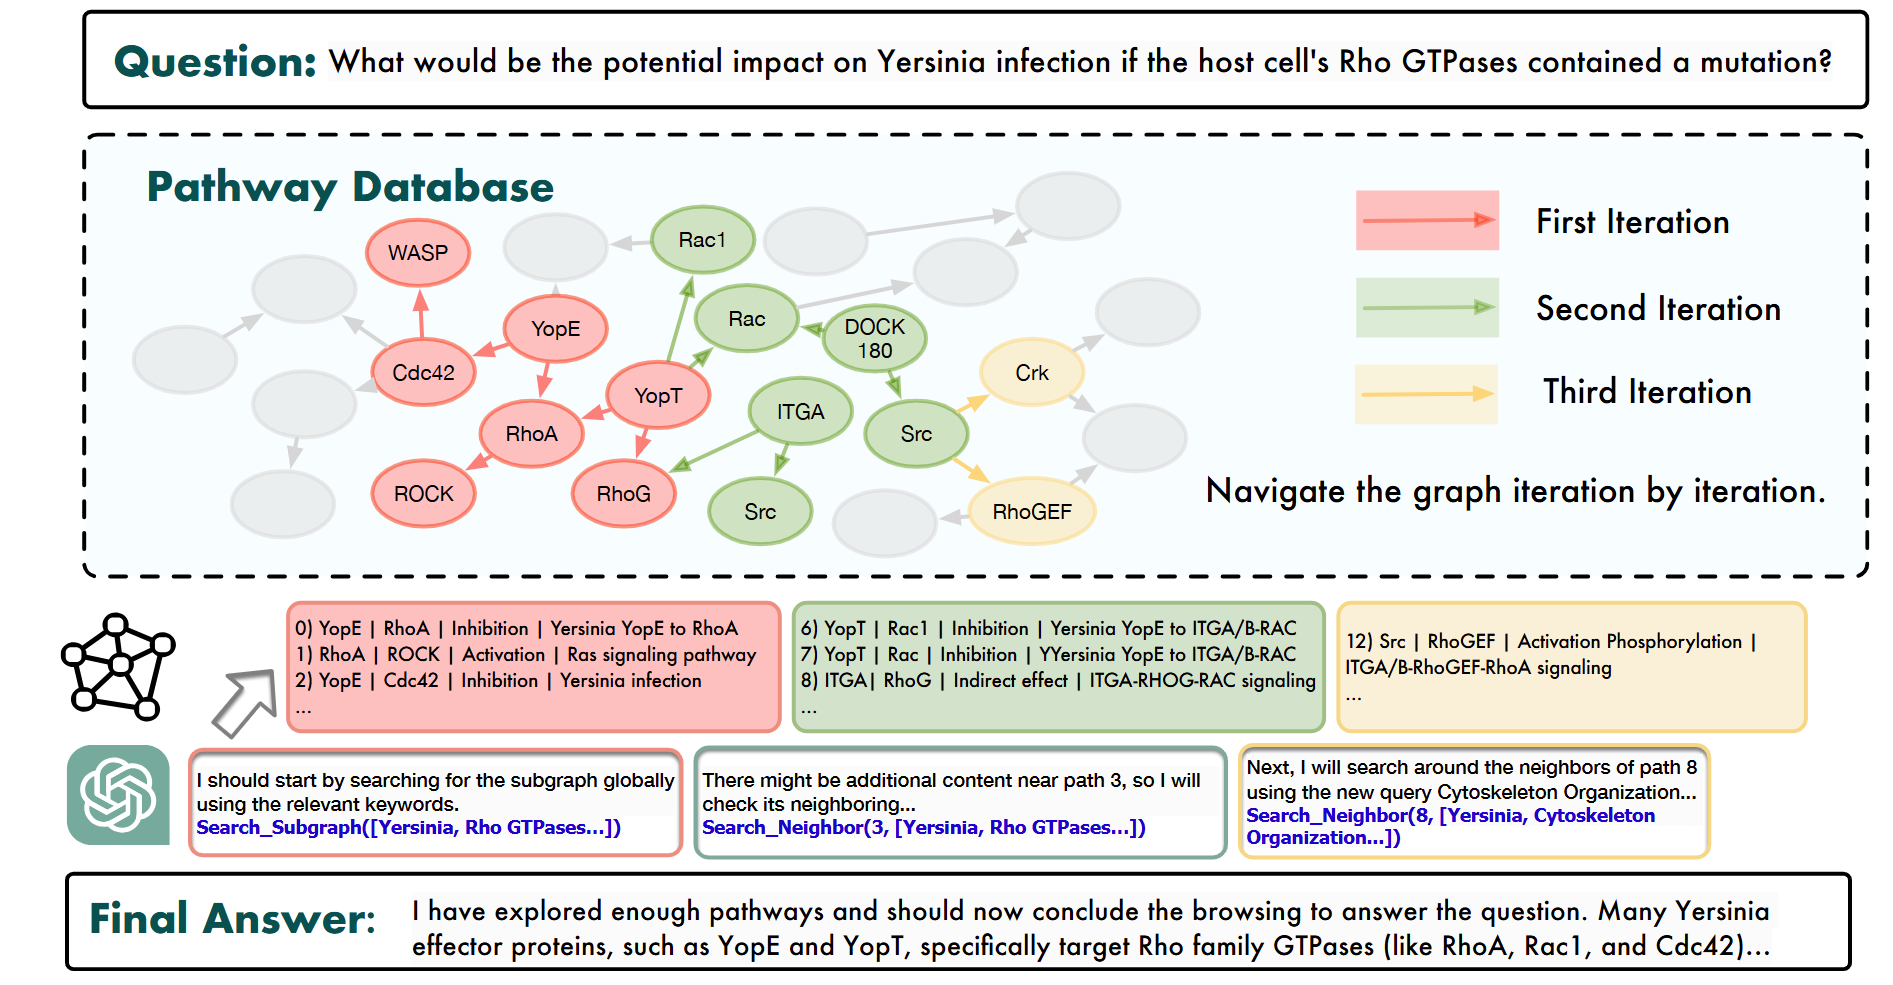 Question: What would be the potential impact on Yersinia infection if the host cell's Rho GTPases contained a mutation?
Pathway Database
WASP
Rac1
YopE
Rac
DOCK
180
Cdc42
YopT
ITGA
Crk
RhoA
Src
ROCK
RhoG
Src
RhoGEF
First Iteration
Second Iteration
Third Iteration
Navigate the graph iteration by iteration.
0) YopE | RhoA | Inhibition | Yersinia YopE to RhoA
1) RhoA | ROCK | Activation | Ras signaling pathway
2) YopE | Cdc42 | Inhibition | Yersinia infection
...
6) YopT | Rac1 | Inhibition | Yersinia YopE to ITGA/B-RAC
7) YopT | Rac | Inhibition | YYersinia YopE to ITGA/B-RAC
8) ITGA| RhoG | Indirect effect | ITGA-RHOG-RAC signaling
...
12) Src | RhoGEF | Activation Phosphorylation |
ITGA/B-RhoGEF-RhoA signaling
...
I should start by searching for the subgraph globally
using the relevant keywords.
Search_Subgraph([Yersinia, Rho GTPases...])
There might be additional content near path 3, so I will
check its neighboring...
Search_Neighbor(3, [Yersinia, Rho GTPases...])
Next, I will search around the neighbors of path 8
using the new query Cytoskeleton Organization...
Search_Neighbor(8, [Yersinia, Cytoskeleton
Organization...])
Final Answer: I have explored enough pathways and should now conclude the browsing to answer the question. Many Yersinia
effector proteins, such as YopE and YopT, specifically target Rho family GTPases (like RhoA, Rac1, and Cdc42)...